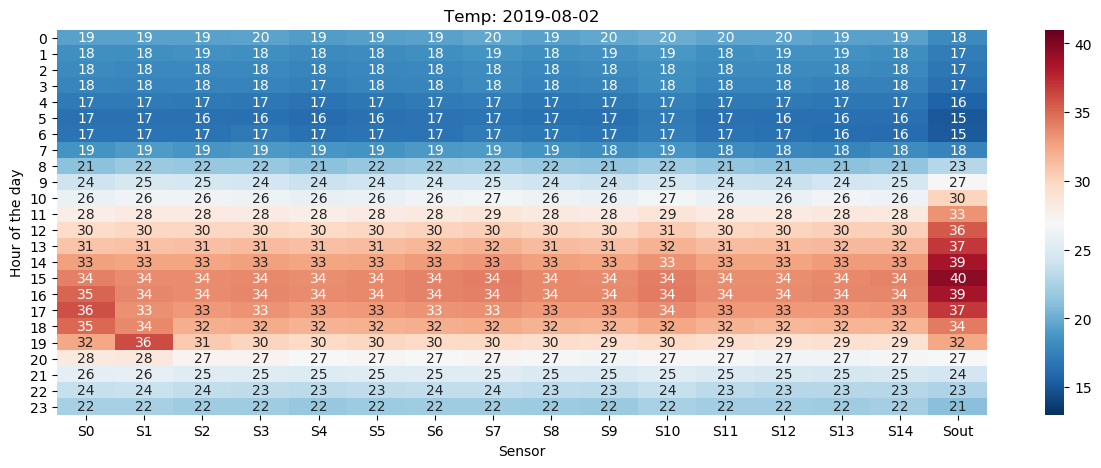 Temp: 2019-08-02
0 19 19 19 20 19 19 19 20 19 20 20 20 20 19 19 18
1 18 18 19 18 18 18 18 19 18 19 19 18 19 19 18 17
2 18 18 18 18 18 18 18 18 18 18 18 18 18 18 18 17
3 18 18 18 18 17 18 18 18 18 18 18 18 18 18 18 17
4 17 17 17 17 17 17 17 17 17 17 17 17 17 17 17 16
5 17 17 16 16 16 16 17 17 17 17 17 17 16 16 16 15
6 17 17 17 17 17 17 17 17 17 17 17 17 17 16 16 15
7 19 19 19 19 19 19 19 19 19 18 19 18 18 18 18 18
8 21 22 22 22 21 22 22 22 22 21 22 21 21 21 21 23
9 24 25 25 24 24 24 24 25 24 24 25 24 24 24 25 27
10 26 26 26 26 26 26 26 27 26 26 27 26 26 26 26 30
11 28 28 28 28 28 28 28 29 28 28 29 28 28 28 28 33
12 30 30 30 30 30 30 30 30 30 30 31 30 30 30 30 36
13 31 31 31 31 31 31 32 32 31 31 32 31 31 32 32 37
14 33 33 33 33 33 33 33 33 33 33 33 33 33 33 33 39
15 34 34 34 34 34 34 34 34 34 34 34 34 34 34 34 40
16 35 34 34 34 34 34 34 34 34 34 34 34 34 34 34 39
17 36 33 33 33 33 33 33 33 33 33 34 33 33 33 33 37
18 35 34 32 32 32 32 32 32 32 32 32 32 32 32 32 34
19 32 36 31 30 30 30 30 30 30 29 30 29 29 29 29 32
20 28 28 27 27 27 27 27 27 27 27 27 27 27 27 27 27
21 26 26 25 25 25 25 25 25 25 25 25 25 25 25 25 24
22 24 24 24 23 23 23 24 24 23 23 24 23 23 23 23 23
23 22 22 22 22 22 22 22 22 22 22 22 22 22 22 22 21
S0 S1 S2 S3 S4 S5 S6 S7 S8 S9 S10 S11 S12 S13 S14 Sout
Sensor
Hour of the day
40
35
30
25
20
15